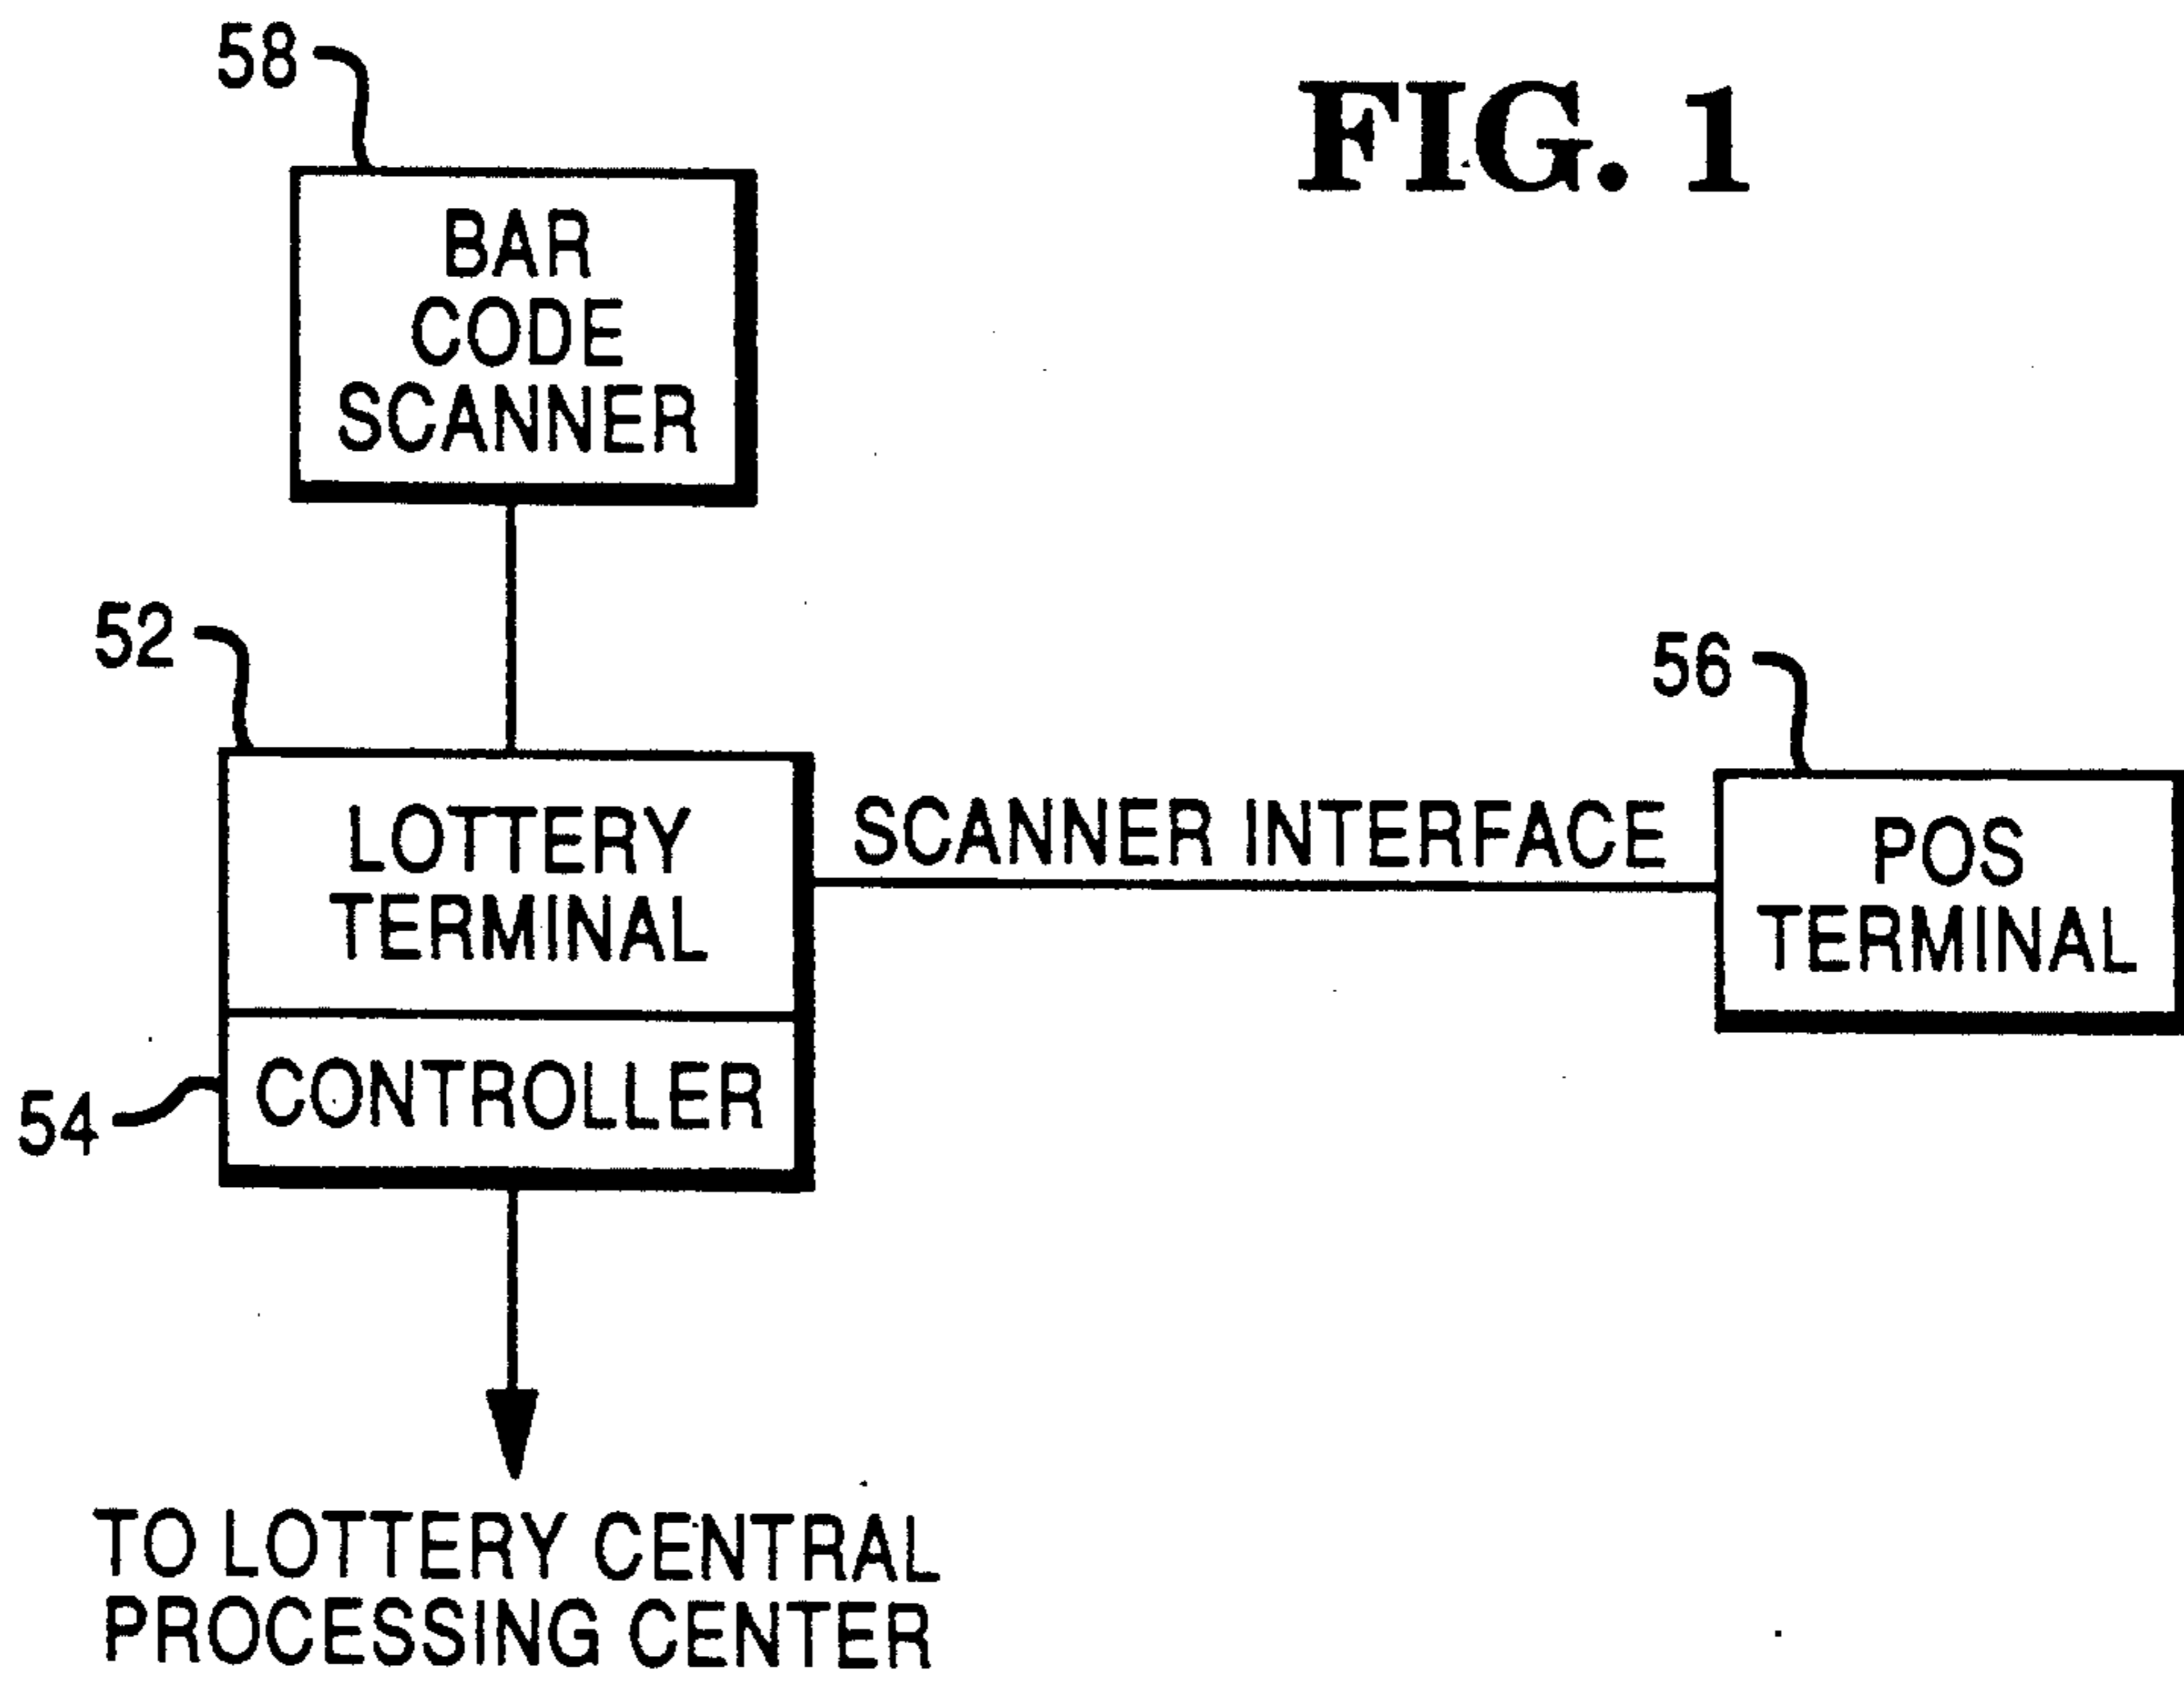 58
FIG. 1
BAR
CODE
SCANNER
52
56
LOTTERY
TERMINAL
SCANNER INTERFACE
POS
TERMINAL
CONTROLLER
54
TO LOTTERY CENTRAL
PROCESSING CENTER